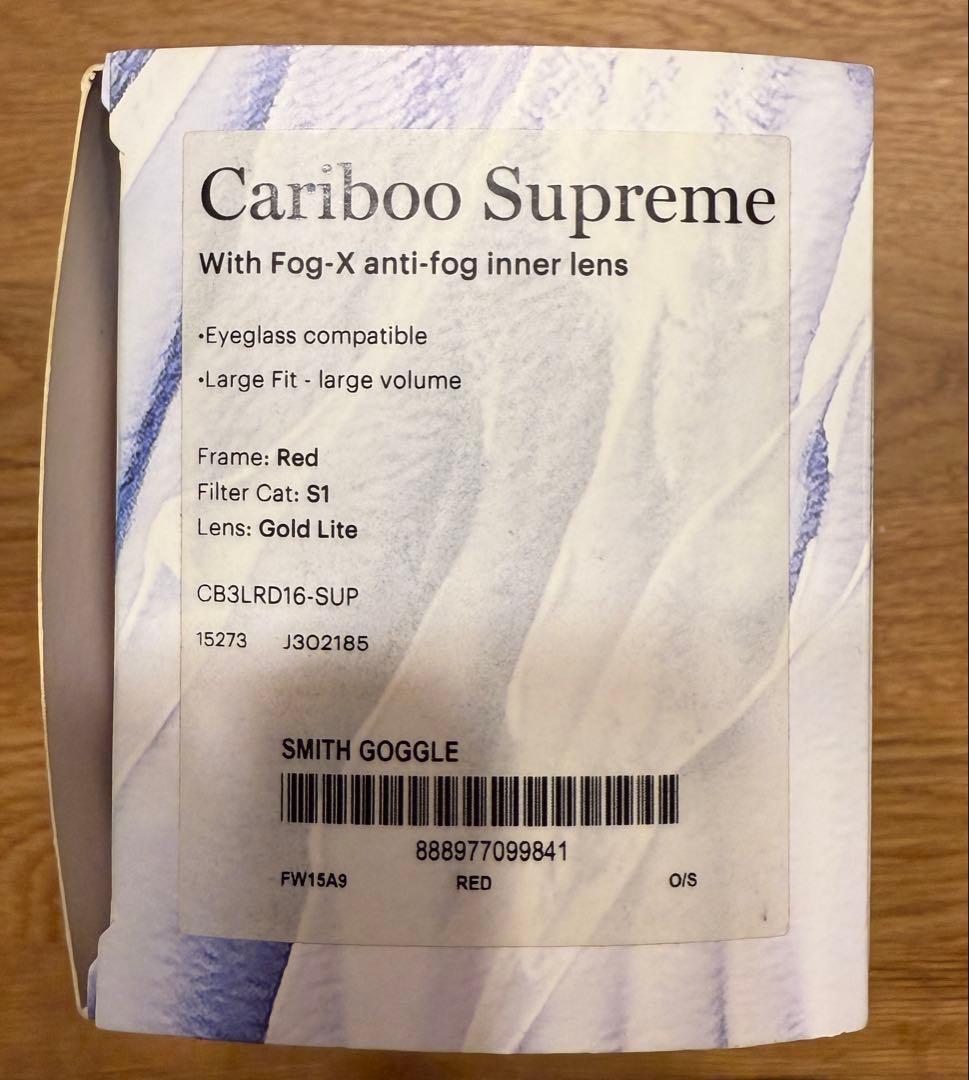 Cariboo Supreme
With Fog-X anti-fog inner lens
•Eyeglass compatible
•Large Fit - large volume
Frame: Red
Filter Cat: S1
Lens: Gold Lite
CB3LRD16-SUP
15273 J3O2185
SMITH GOGGLE
888977099841
FW15A9 RED O/S